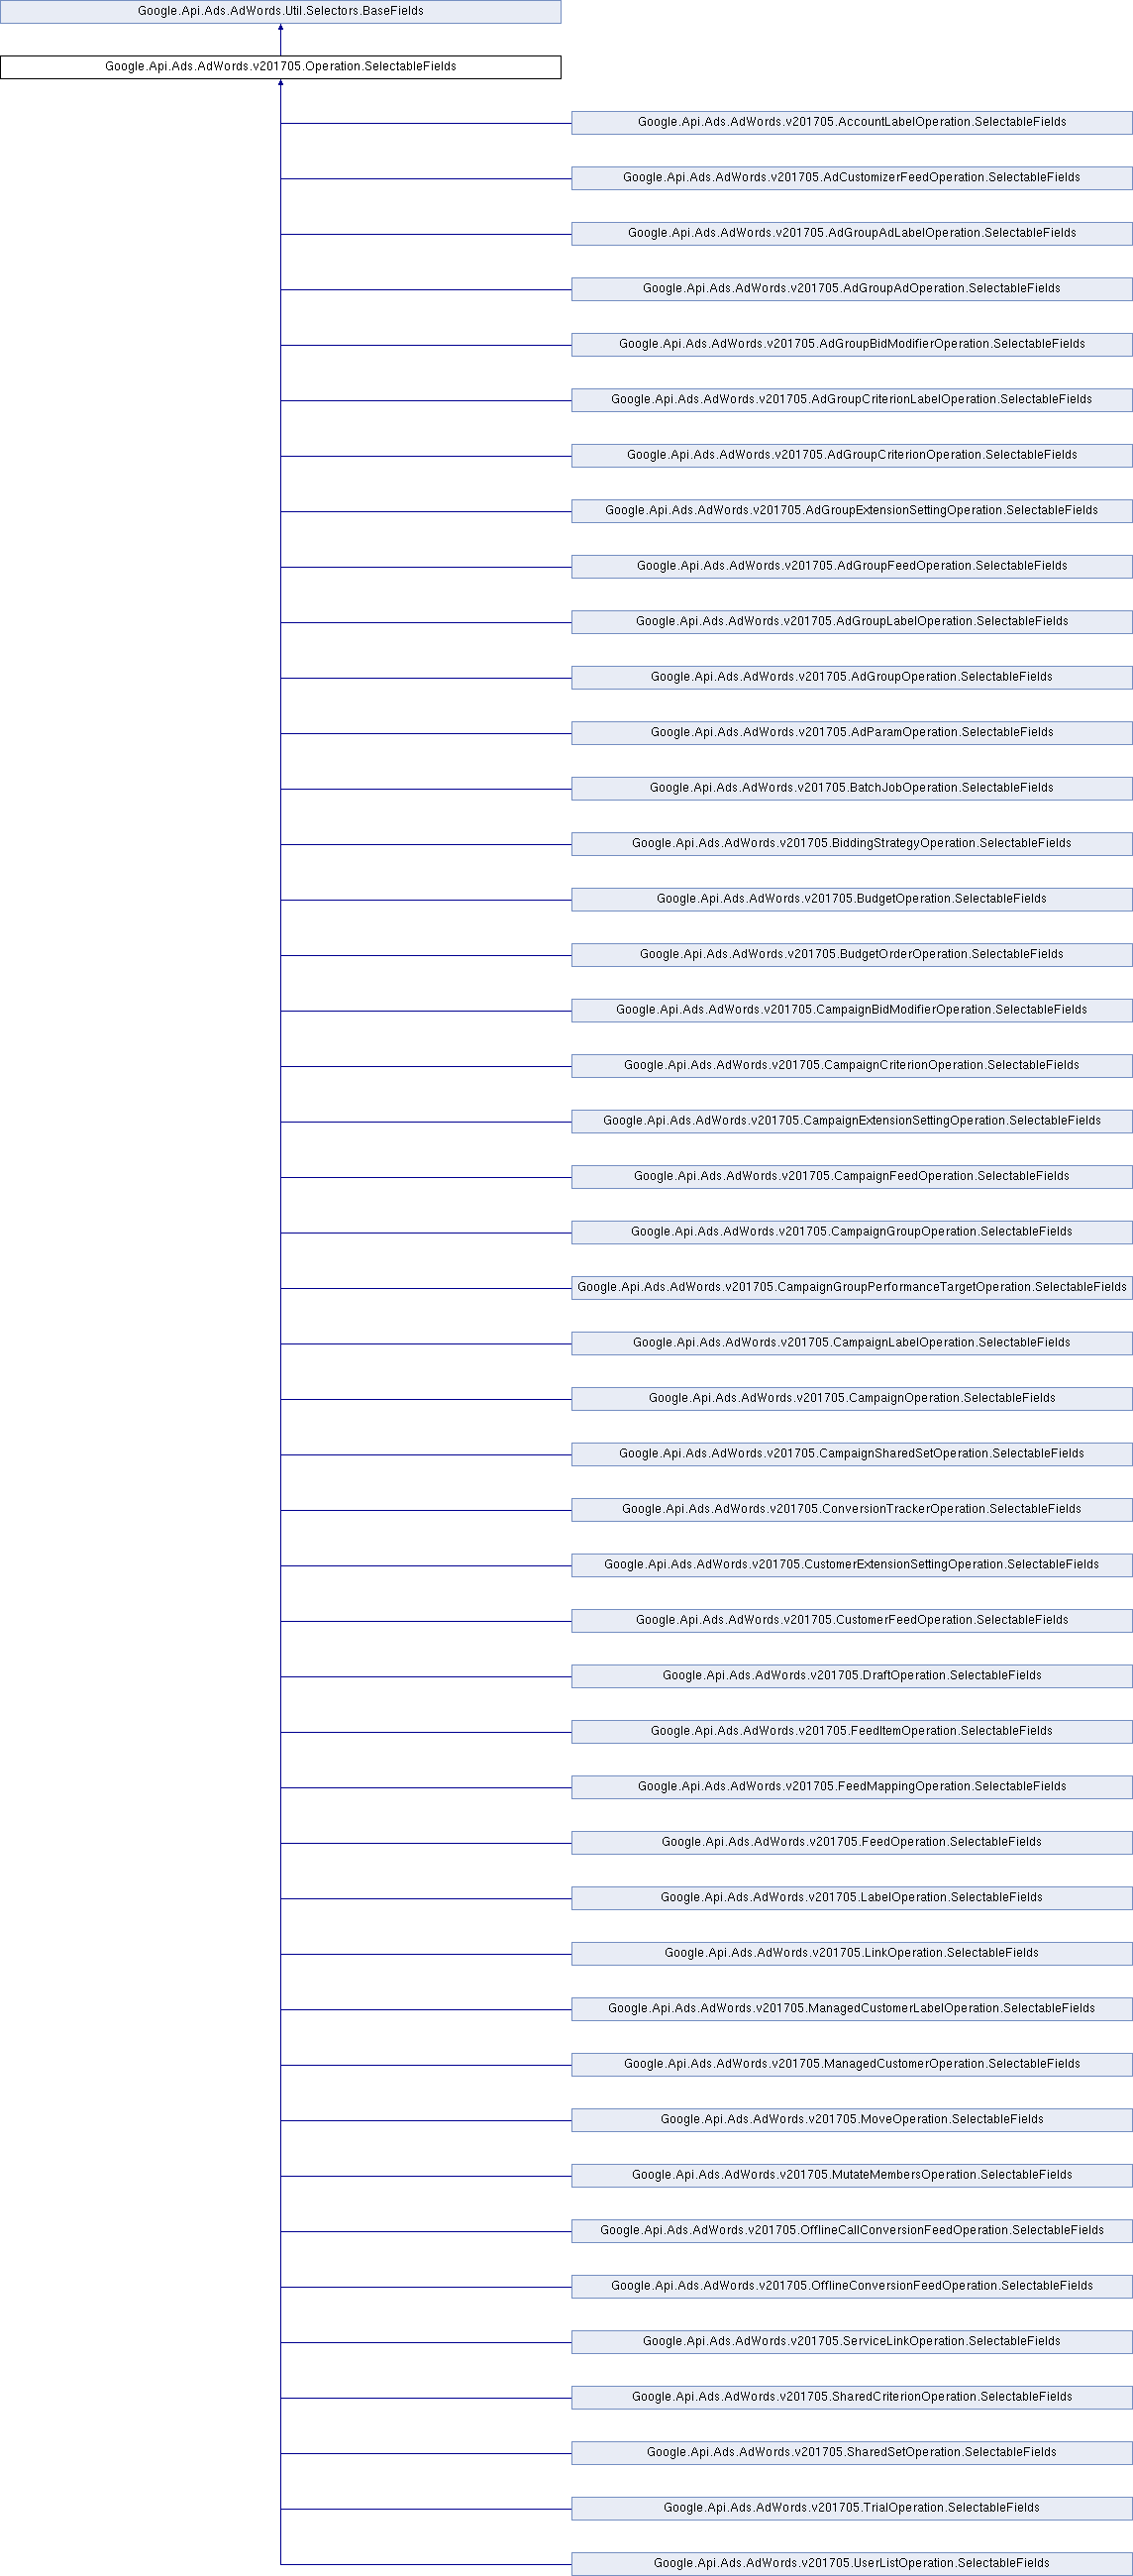 Google.Api.Ads.AdWords.Util.Selectors.BaseFields
Google.Api.Ads.AdWords.v201705.Operation.SelectableFields
Google.Api.Ads.AdWords.v201705.AccountLabelOperation.SelectableFields
Google.Api.Ads.AdWords.v201705.AdCustomizerFeedOperation.SelectableFields
Google.Api.Ads.AdWords.v201705.AdGroupAdLabelOperation.SelectableFields
Google.Api.Ads.AdWords.v201705.AdGroupAdOperation.SelectableFields
Google.Api.Ads.AdWords.v201705.AdGroupBidModifierOperation.SelectableFields
Google.Api.Ads.AdWords.v201705.AdGroupCriterionLabelOperation.SelectableFields
Google.Api.Ads.AdWords.v201705.AdGroupCriterionOperation.SelectableFields
Google.Api.Ads.AdWords.v201705.AdGroupExtensionSettingOperation.SelectableFields
Google.Api.Ads.AdWords.v201705.AdGroupFeedOperation.SelectableFields
Google.Api.Ads.AdWords.v201705.AdGroupLabelOperation.SelectableFields
Google.Api.Ads.AdWords.v201705.AdGroupOperation.SelectableFields
Google.Api.Ads.AdWords.v201705.AdParamOperation.SelectableFields
Google.Api.Ads.AdWords.v201705.BatchJobOperation.SelectableFields
Google.Api.Ads.AdWords.v201705.BiddingStrategyOperation.SelectableFields
Google.Api.Ads.AdWords.v201705.BudgetOperation.SelectableFields
Google.Api.Ads.AdWords.v201705.BudgetOrderOperation.SelectableFields
Google.Api.Ads.AdWords.v201705.CampaignBidModifierOperation.SelectableFields
Google.Api.Ads.AdWords.v201705.CampaignCriterionOperation.SelectableFields
Google.Api.Ads.AdWords.v201705.CampaignExtensionSettingOperation.SelectableFields
Google.Api.Ads.AdWords.v201705.CampaignFeedOperation.SelectableFields
Google.Api.Ads.AdWords.v201705.CampaignGroupOperation.SelectableFields
Google.Api.Ads.AdWords.v201705.CampaignGroupPerformanceTargetOperation.SelectableFields
Google.Api.Ads.AdWords.v201705.CampaignLabelOperation.SelectableFields
Google.Api.Ads.AdWords.v201705.CampaignOperation.SelectableFields
Google.Api.Ads.AdWords.v201705.CampaignSharedSetOperation.SelectableFields
Google.Api.Ads.AdWords.v201705.ConversionTrackerOperation.SelectableFields
Google.Api.Ads.AdWords.v201705.CustomerExtensionSettingOperation.SelectableFields
Google.Api.Ads.AdWords.v201705.CustomerFeedOperation.SelectableFields
Google.Api.Ads.AdWords.v201705.DraftOperation.SelectableFields
Google.Api.Ads.AdWords.v201705.FeedItemOperation.SelectableFields
Google.Api.Ads.AdWords.v201705.FeedMappingOperation.SelectableFields
Google.Api.Ads.AdWords.v201705.FeedOperation.SelectableFields
Google.Api.Ads.AdWords.v201705.LabelOperation.SelectableFields
Google.Api.Ads.AdWords.v201705.LinkOperation.SelectableFields
Google.Api.Ads.AdWords.v201705.ManagedCustomerLabelOperation.SelectableFields
Google.Api.Ads.AdWords.v201705.ManagedCustomerOperation.SelectableFields
Google.Api.Ads.AdWords.v201705.MoveOperation.SelectableFields
Google.Api.Ads.AdWords.v201705.MutateMembersOperation.SelectableFields
Google.Api.Ads.AdWords.v201705.OfflineCallConversionFeedOperation.SelectableFields
Google.Api.Ads.AdWords.v201705.OfflineConversionFeedOperation.SelectableFields
Google.Api.Ads.AdWords.v201705.ServiceLinkOperation.SelectableFields
Google.Api.Ads.AdWords.v201705.SharedCriterionOperation.SelectableFields
Google.Api.Ads.AdWords.v201705.SharedSetOperation.SelectableFields
Google.Api.Ads.AdWords.v201705.TrialOperation.SelectableFields
Google.Api.Ads.AdWords.v201705.UserListOperation.SelectableFields